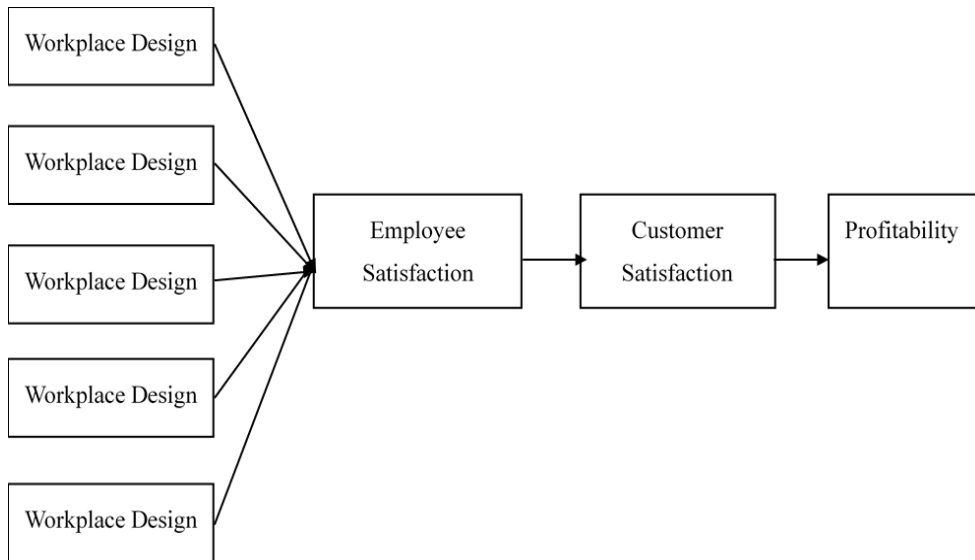 Workplace Design
Workplace Design
Workplace Design
Workplace Design
Workplace Design
Employee
Satisfaction
Customer
Satisfaction
Profitability